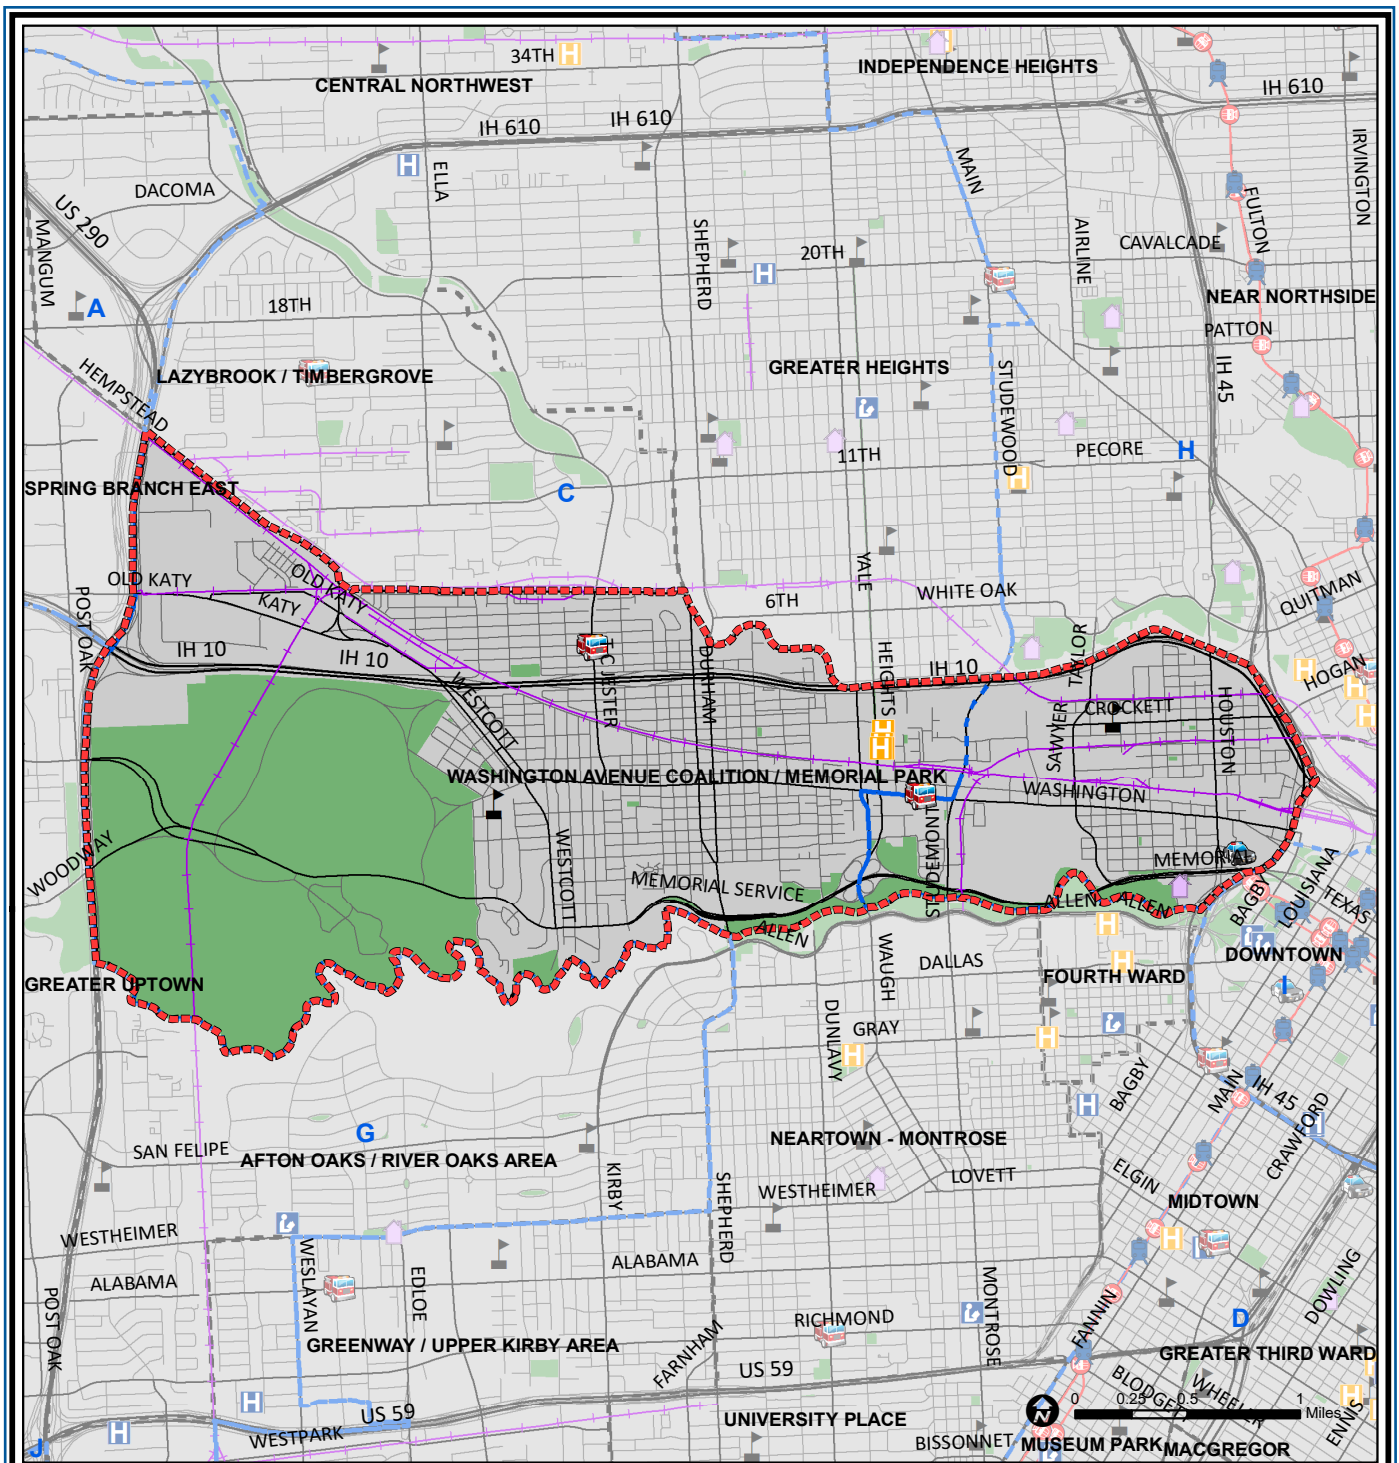 34TH
H
CENTRAL NORTHWEST
INDEPENDENCE HEIGHTS
IH 610
IH 610
IH 610
H
ELLA
MAIN
IRVINGTON
DACOMA
US 290
MANGUM
SHEPHERD
20TH
AIRLINE
CAVALCADE
FULTON
H
A
18TH
NEAR NORTHSIDE
PATTON
HEMPSTEAD
LAZYBROOK / TIMBERGROVE
GREATER HEIGHTS
STUDEWOOD
IH 45
11TH
PECORE
H
H
SPRING BRANCH EAST
C
OLD KATY
OLD KATY
KATY
POST OAK
YALE
6TH
WHITE OAK
QUITMAN
IH 10
IH 10
IH 10
T C JESTER
DURHAM
HEIGHTS
TAYLOR
H
HOGAN
H
H
WESTCOTT
H
H
SAWYER
CROCKETT
HOUSTON
WASHINGTON AVENUE COALITION / MEMORIAL PARK
WASHINGTON
WOODWAY
WESTCOTT
STUDEMONT
MEMORIAL
MEMORIAL SERVICE
LOUISIANA
TEXAS
BAGBY
ALLEN
ALLEN
ALLEN
H
WAUGH
DALLAS
H
DOWNTOWN
GREATER UPTOWN
FOURTH WARD
I
DUNLAVY
GRAY
H
H
BAGBY
MAIN
IH 45
H
H
CRAWFORD
G
SAN FELIPE
AFTON OAKS / RIVER OAKS AREA
NEARTOWN - MONTROSE
KIRBY
SHEPHERD
WESTHEIMER
LOVETT
ELGIN
MIDTOWN
H
WESTHEIMER
WESLAYAN
ALABAMA
ALABAMA
EDLOE
MONTROSE
DOWLING
POST OAK
RICHMOND
FANNIN
D
GREENWAY / UPPER KIRBY AREA
FARNHAM
US 59
GREATER THIRD WARD
BLODGETT
WHEELER
H
US 59
H
H
WESTPARK
J
UNIVERSITY PLACE
BISSONNET
N
0 0.25 0.5 1
Miles
ENNIS
H
MUSEUM PARK
MACGREGOR